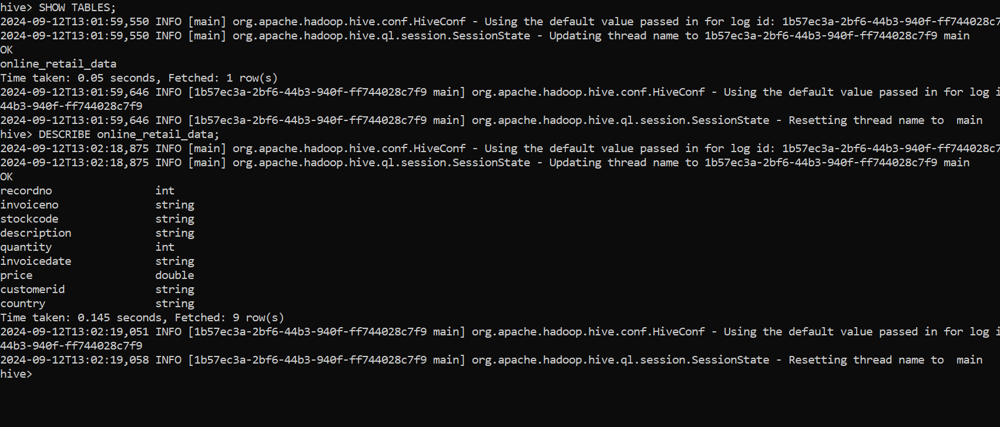 hive> SHOW TABLES;
2024-09-12T13:01:59,550 INFO [main] org.apache.hadoop.hive.conf.HiveConf - Using the default value passed in for log id: 1b57ec3a-2bf6-44b3-940f-ff744028c7
2024-09-12T13:01:59,550 INFO [main] org.apache.hadoop.hive.ql.session.SessionState - Updating thread name to 1b57ec3a-2bf6-44b3-940f-ff744028c7f9 main
OK
online_retail_data
Time taken: 0.05 seconds, Fetched: 1 row(s)
2024-09-12T13:01:59,646 INFO [1b57ec3a-2bf6-44b3-940f-ff744028c7f9 main] org.apache.hadoop.hive.conf.HiveConf - Using the default value passed in for log i
44b3-940f-ff744028c7f9
2024-09-12T13:01:59,646 INFO [1b57ec3a-2bf6-44b3-940f-ff744028c7f9 main] org.apache.hadoop.hive.ql.session.SessionState - Resetting thread name to  main
hive> DESCRIBE online_retail_data;
2024-09-12T13:02:18,875 INFO [main] org.apache.hadoop.hive.conf.HiveConf - Using the default value passed in for log id: 1b57ec3a-2bf6-44b3-940f-ff744028c7
2024-09-12T13:02:18,875 INFO [main] org.apache.hadoop.hive.ql.session.SessionState - Updating thread name to 1b57ec3a-2bf6-44b3-940f-ff744028c7f9 main
OK
recordno                int
invoiceno               string
stockcode               string
description             string
quantity                int
invoicedate             string
price                   double
customerid              string
country                 string
Time taken: 0.145 seconds, Fetched: 9 row(s)
2024-09-12T13:02:19,051 INFO [1b57ec3a-2bf6-44b3-940f-ff744028c7f9 main] org.apache.hadoop.hive.conf.HiveConf - Using the default value passed in for log i
44b3-940f-ff744028c7f9
2024-09-12T13:02:19,058 INFO [1b57ec3a-2bf6-44b3-940f-ff744028c7f9 main] org.apache.hadoop.hive.ql.session.SessionState - Resetting thread name to  main
hive>